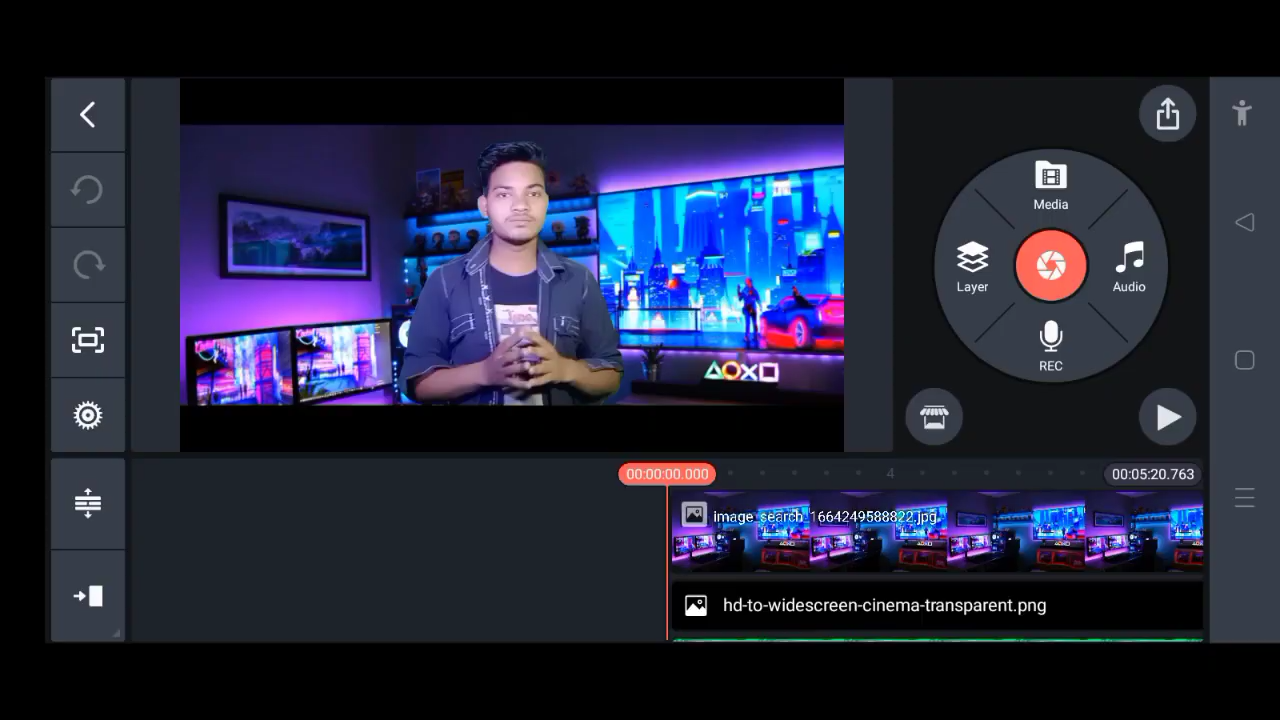 Media
Layer
Audio
REC
00:00:00.000
4
00:05:20.763
image_search_1664249588822.jpg
hd-to-widescreen-cinema-transparent.png